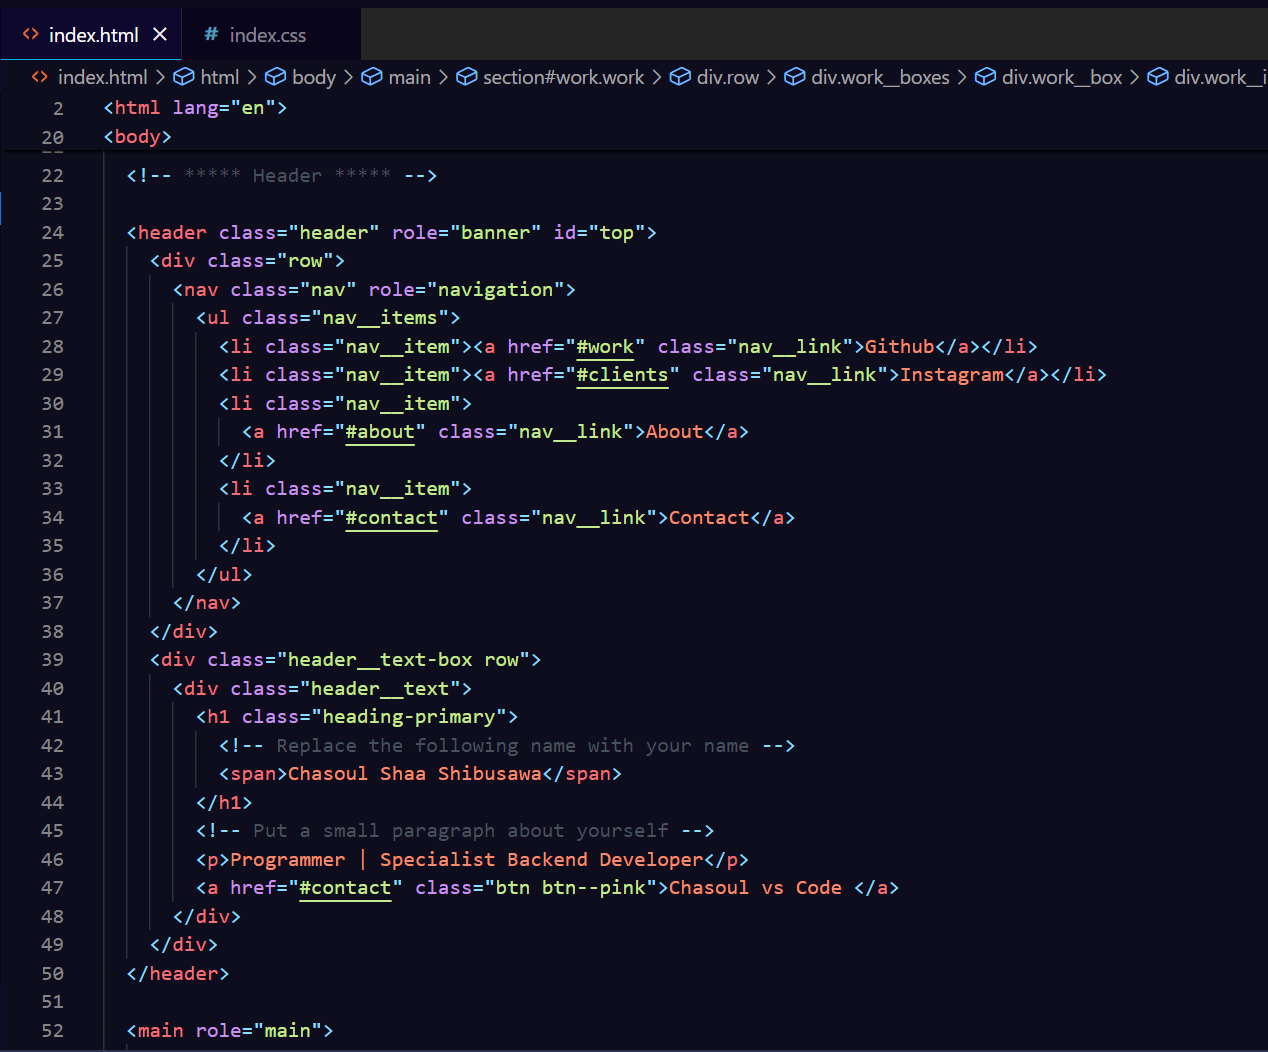 index.html
index.css
index.html > html > body > main > section#work.work > div.row > div.work__boxes > div.work__box > div.work__i
2 <html lang="en">
20 <body>
22 <!-- ***** Header ***** -->
23
24 <header class="header" role="banner" id="top">
25 <div class="row">
26 <nav class="nav" role="navigation">
27 <ul class="nav__items">
28 <li class="nav__item"><a href="#work" class="nav__link">Github</a></li>
29 <li class="nav__item"><a href="#clients" class="nav__link">Instagram</a></li>
30 <li class="nav__item">
31 <a href="#about" class="nav__link">About</a>
32 </li>
33 <li class="nav__item">
34 <a href="#contact" class="nav__link">Contact</a>
35 </li>
36 </ul>
37 </nav>
38 </div>
39 <div class="header__text-box row">
40 <div class="header__text">
41 <h1 class="heading-primary">
42 <!-- Replace the following name with your name -->
43 <span>Chasoul Shaa Shibusawa</span>
44 </h1>
45 <!-- Put a small paragraph about yourself -->
46 <p>Programmer | Specialist Backend Developer</p>
47 <a href="#contact" class="btn btn--pink">Chasoul vs Code </a>
48 </div>
49 </div>
50 </header>
51
52 <main role="main">